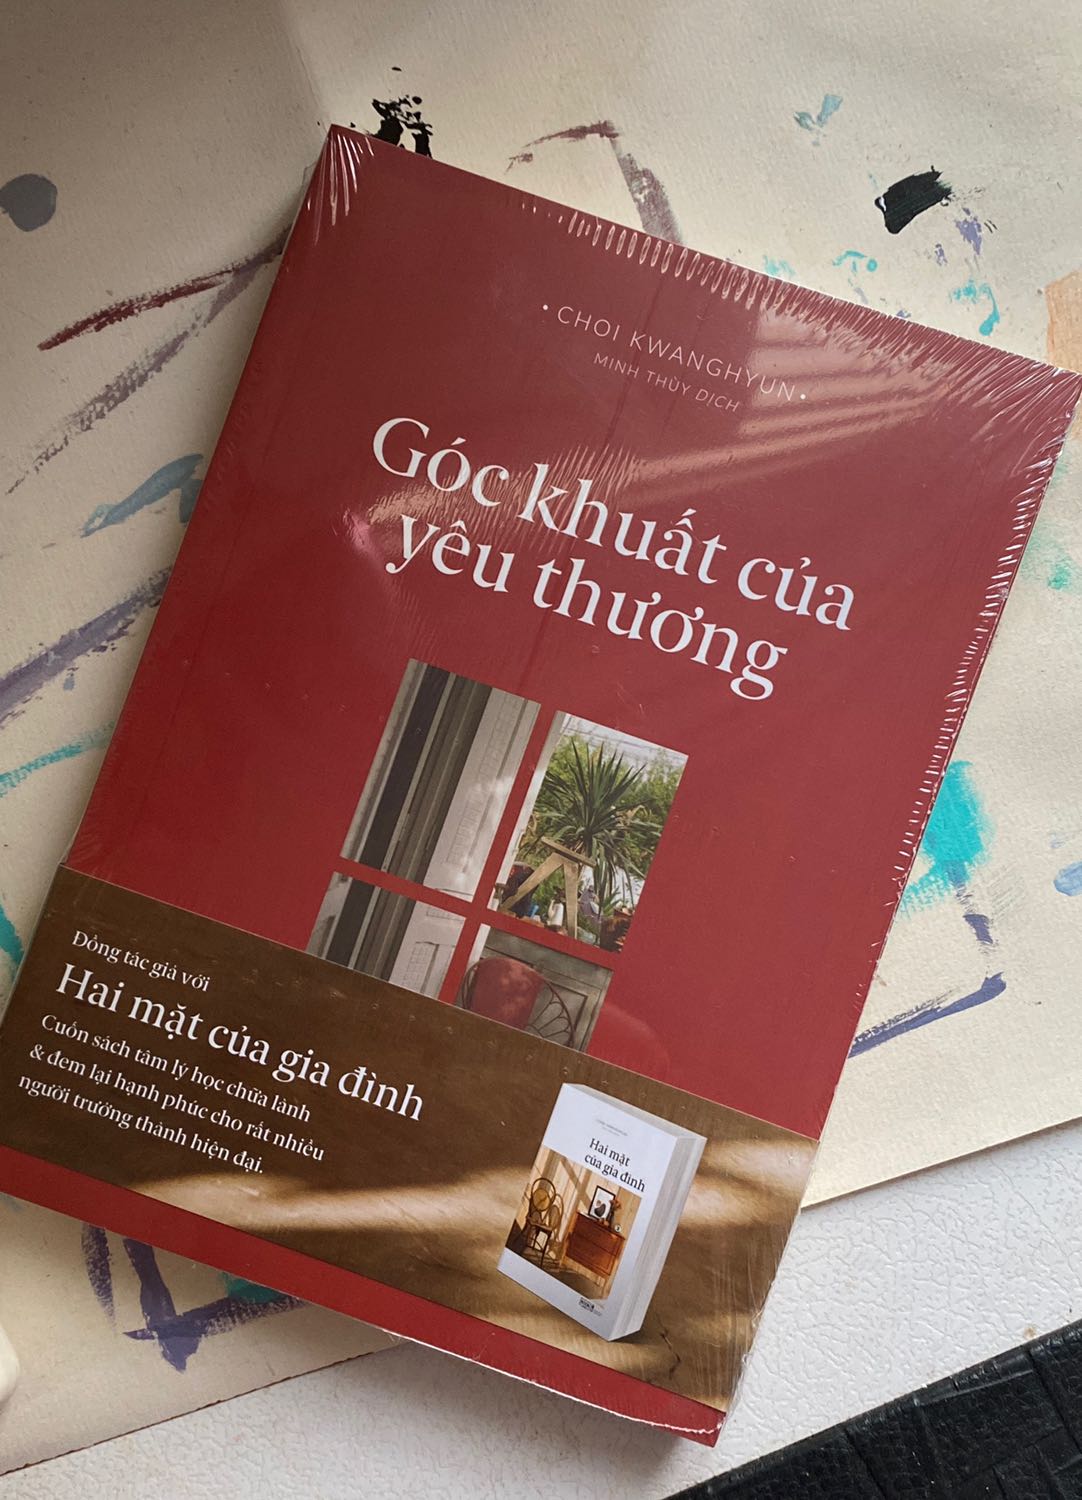 • CHOI KWANGHYUN •
MINH THÙY DỊCH
Góc khuất của
yêu thương
Đồng tác giả với
Hai mặt của gia đình
Cuốn sách tâm lý học chữa lành
& đem lại hạnh phúc cho rất nhiều
người trưởng thành hiện đại.
Hai mặt
của gia đình